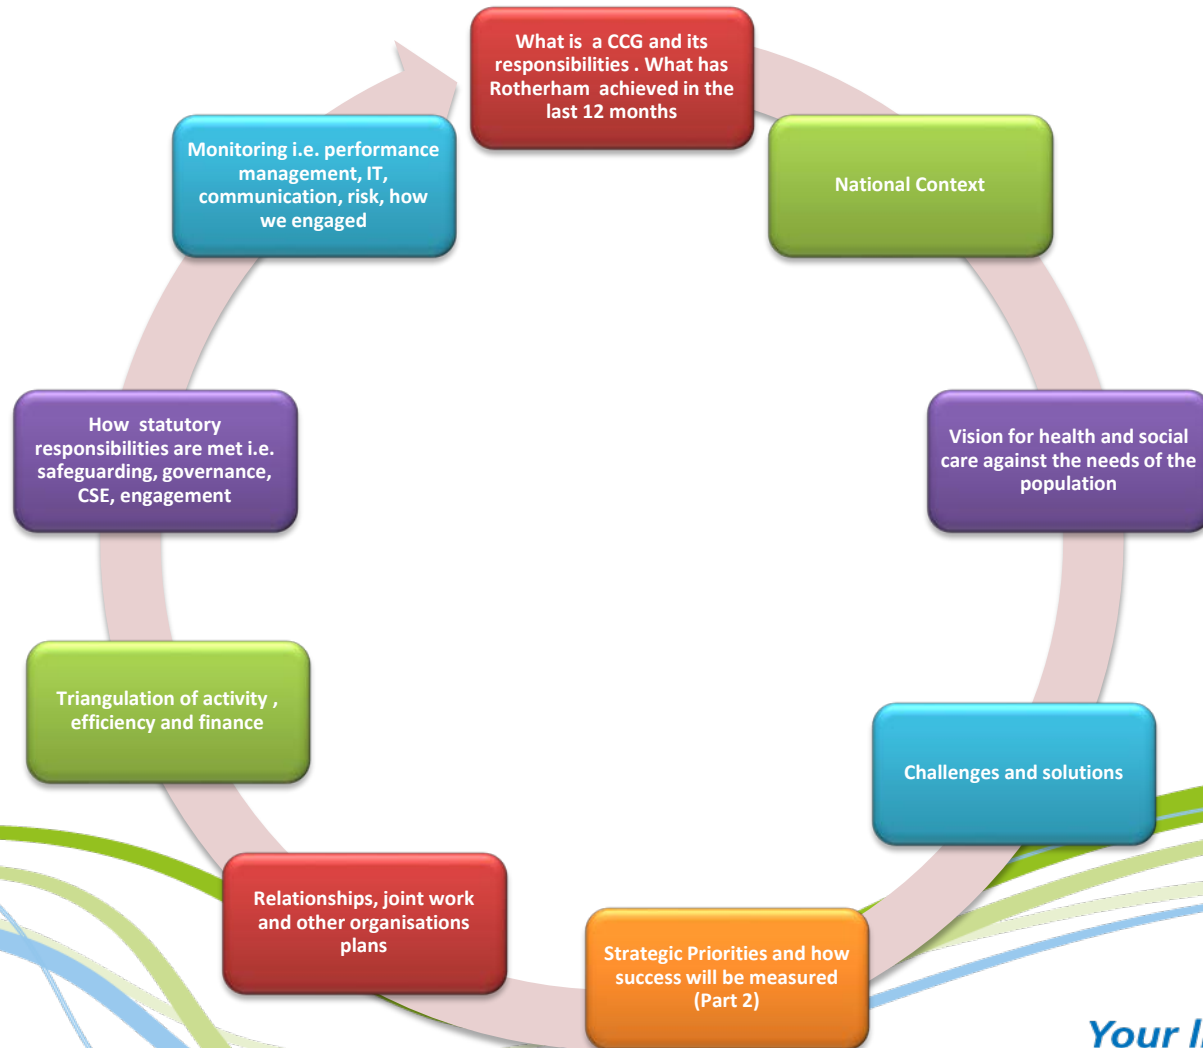 What is a CCG and its
responsibilities . What has
Rotherham achieved in the
last 12 months
National Context
Vision for health and social
care against the needs of the
population
Challenges and solutions
Strategic Priorities and how
success will be measured
(Part 2)
Relationships, joint work
and other organisations
plans
Triangulation of activity ,
efficiency and finance
How statutory
responsibilities are met i.e.
safeguarding, governance,
CSE, engagement
Monitoring i.e. performance
management, IT,
communication, risk, how
we engaged
Your